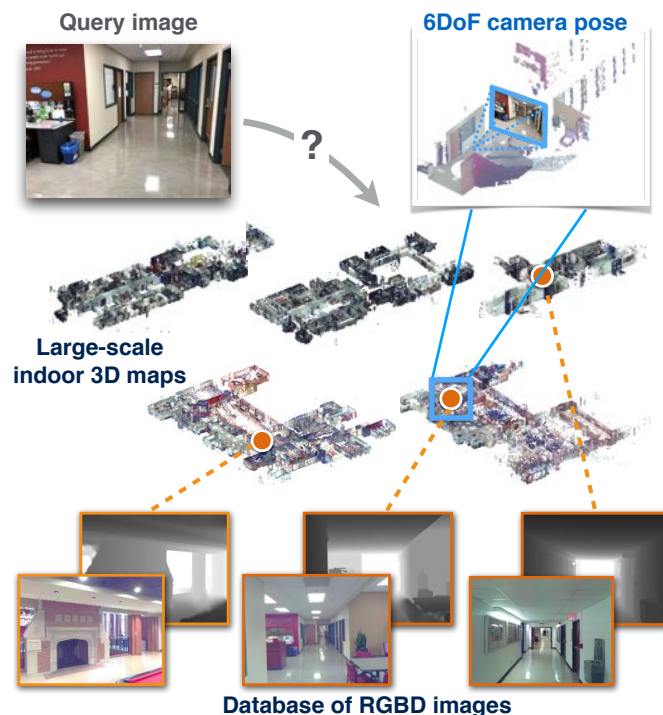 Query image
6DoF camera pose
?
Large-scale
indoor 3D maps
Database of RGBD images